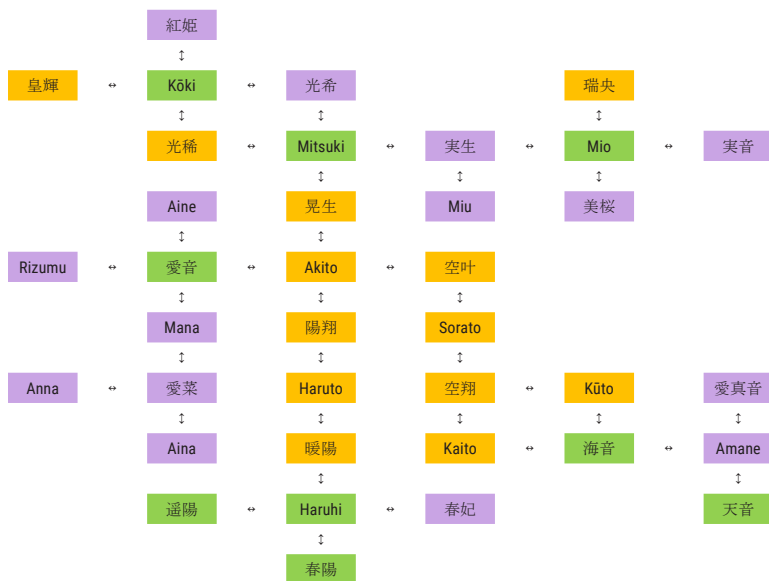 紅姫
↕
皇輝 ↔ Kōki ↔ 光希 瑞央
↕ ↕ ↕
光稀 ↔ Mitsuki ↔ 実生 ↔ Mio ↔ 実音
↕ ↕ ↕
Aine 晃生 Miu 美桜
↕ ↕
Rizumu ↔ 愛音 ↔ Akito ↔ 空叶
↕ ↕ ↕
Mana 陽翔 Sorato
↕ ↕ ↕
Anna ↔ 愛菜 Haruto 空翔 ↔ Kūto 愛真音
↕ ↕ ↕ ↕ ↕
Aina 暖陽 Kaito ↔ 海音 ↔ Amane
↕ ↕
遥陽 ↔ Haruhi ↔ 春妃 天音
↕
春陽